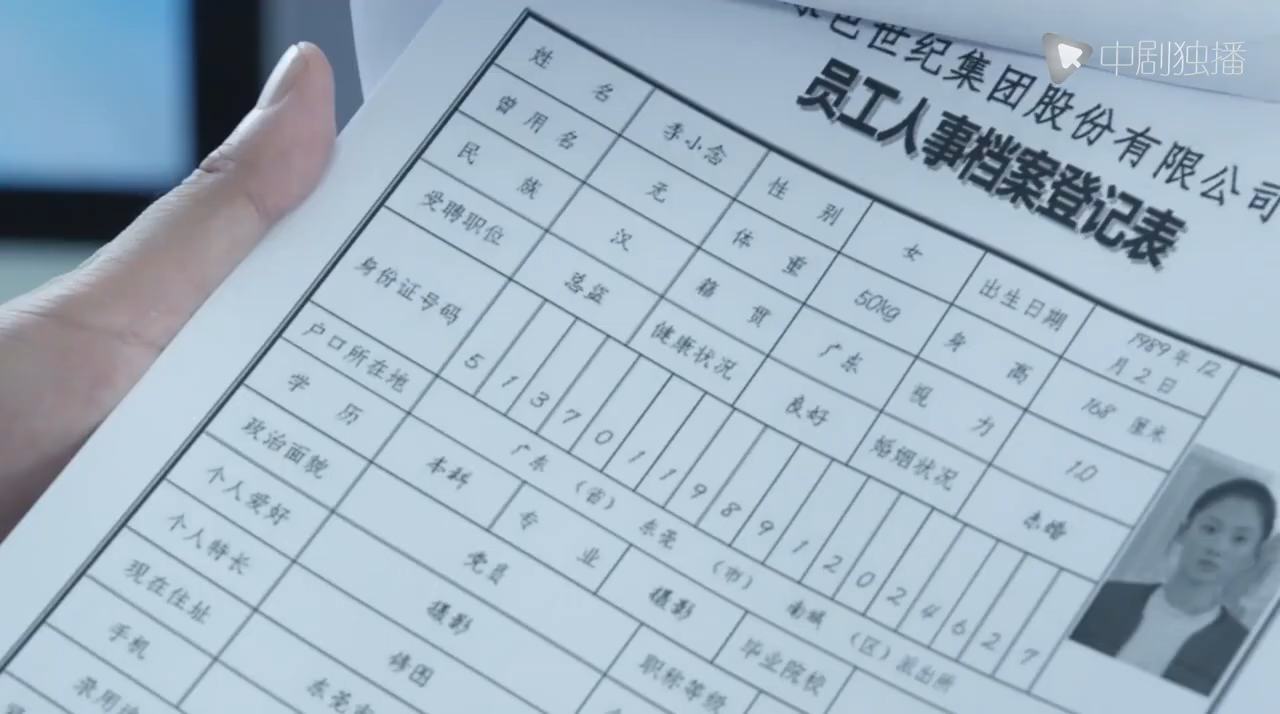 中剧独播
色世纪集团股份有限公司
员工人事档案登记表
姓 名 李小念 性 别 女 出生日期 1989年12月2日
曾用名 无 体 重 50kg 身 高 168 厘米
民 族 汉 籍 贯 广东 视 力 1.0
受聘职位 总监 健康状况 良好 婚姻状况 未婚
身份证号码 513701198912024627
户口所在地 广东 (省) 东莞 (市) 南城 (区) 派出所
学 历 本科 专 业 摄影 毕业院校
政治面貌 党员 职称等级
个人爱好 摄影
个人特长 修图
现在住址 东莞
手机
录用